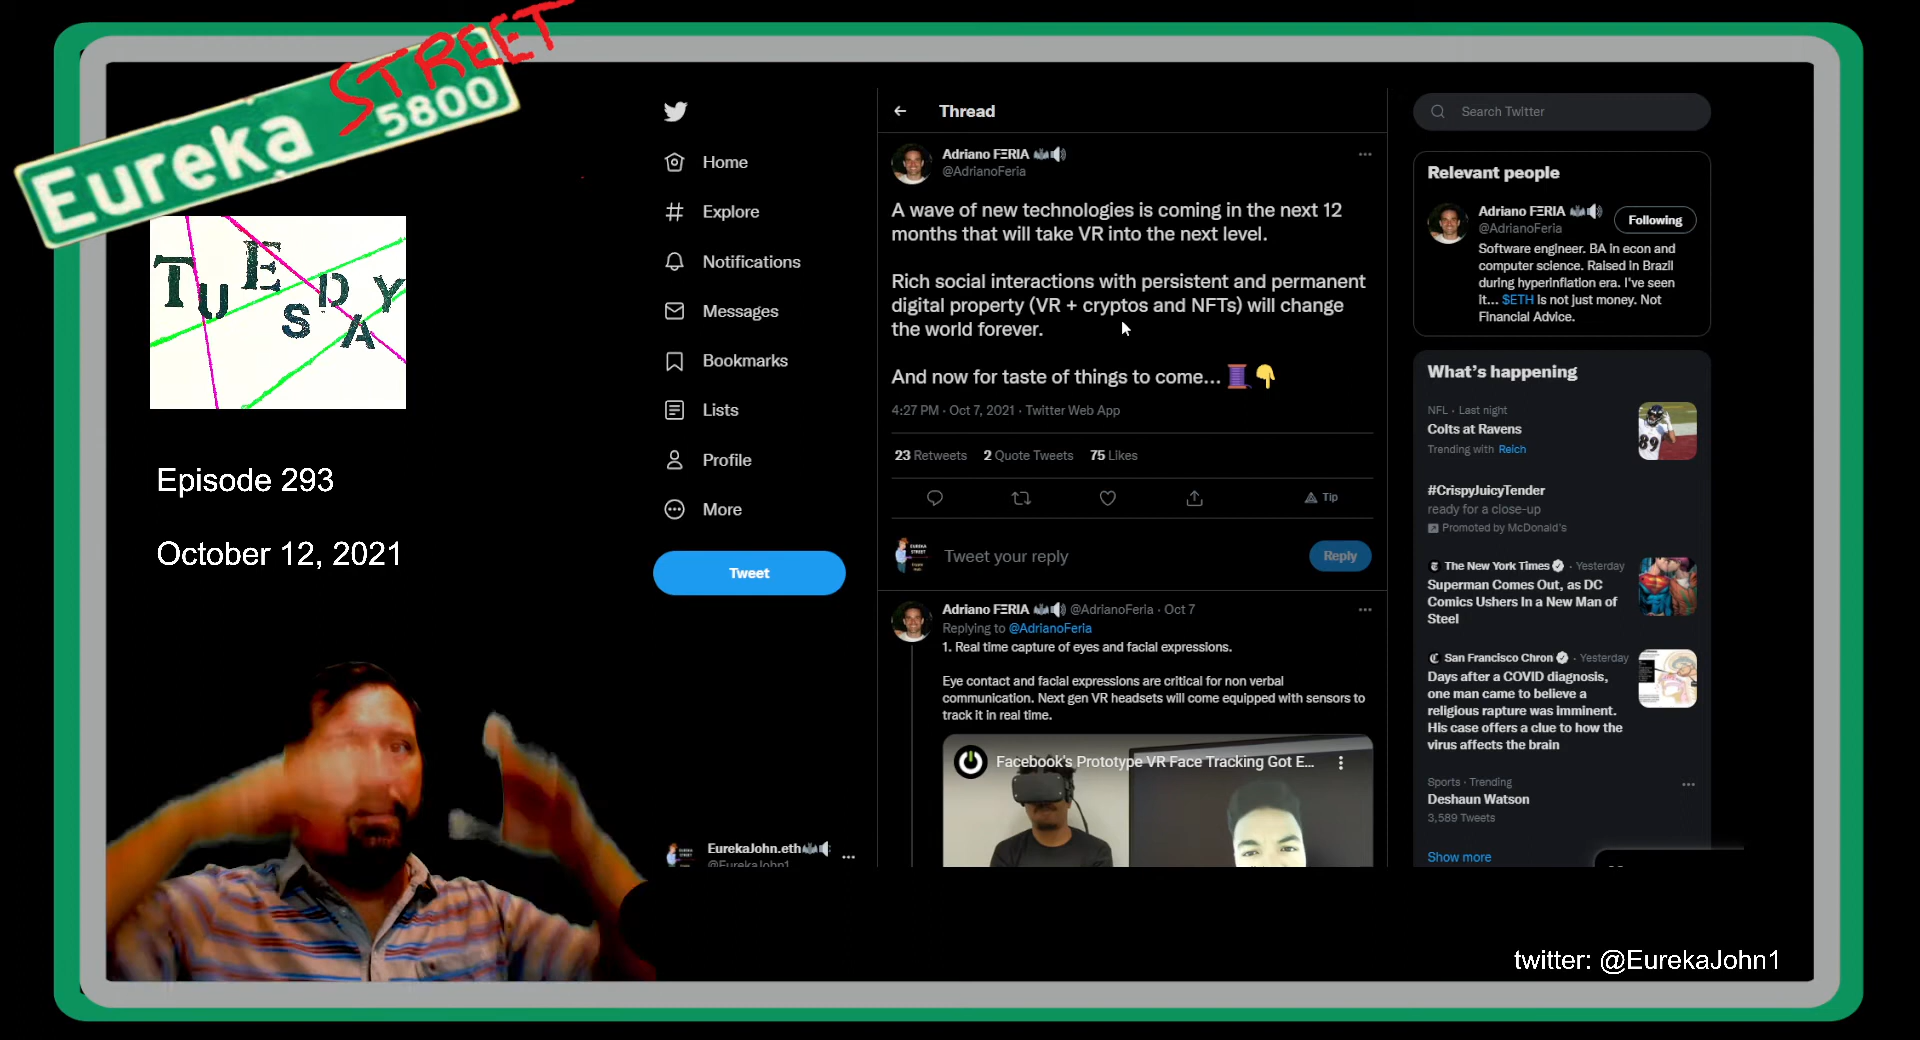 Eureka STREET
5800
TUESDAY
Episode 293
October 12, 2021
Home
Explore
Notifications
Messages
Bookmarks
Lists
Profile
More
Tweet
EurekaJohn.eth
@EurekaJohn1
Thread
Adriano FΞRIA
@AdrianoFeria
A wave of new technologies is coming in the next 12
months that will take VR into the next level.
Rich social interactions with persistent and permanent
digital property (VR + cryptos and NFTs) will change
the world forever.
And now for taste of things to come... 🧵👇
4:27 PM · Oct 7, 2021 · Twitter Web App
23 Retweets 2 Quote Tweets 75 Likes
Tip
EUREKA
STREET
Tweet your reply
Reply
Adriano FΞRIA @AdrianoFeria · Oct 7
Replying to @AdrianoFeria
1. Real time capture of eyes and facial expressions.
Eye contact and facial expressions are critical for non verbal
communication. Next gen VR headsets will come equipped with sensors to
track it in real time.
Facebook's Prototype VR Face Tracking Got E...
Search Twitter
Relevant people
Adriano FΞRIA
@AdrianoFeria
Following
Software engineer. BA in econ and
computer science. Raised in Brazil
during hyperinflation era. I've seen
it... $ETH is not just money. Not
Financial Advice.
What's happening
NFL · Last night
Colts at Ravens
Trending with Reich
89
#CrispyJuicyTender
ready for a close-up
Promoted by McDonald's
The New York Times · Yesterday
Superman Comes Out, as DC
Comics Ushers In a New Man of
Steel
San Francisco Chron · Yesterday
Days after a COVID diagnosis,
one man came to believe a
religious rapture was imminent.
His case offers a clue to how the
virus affects the brain
Sports · Trending
Deshaun Watson
3,589 Tweets
Show more
twitter: @EurekaJohn1